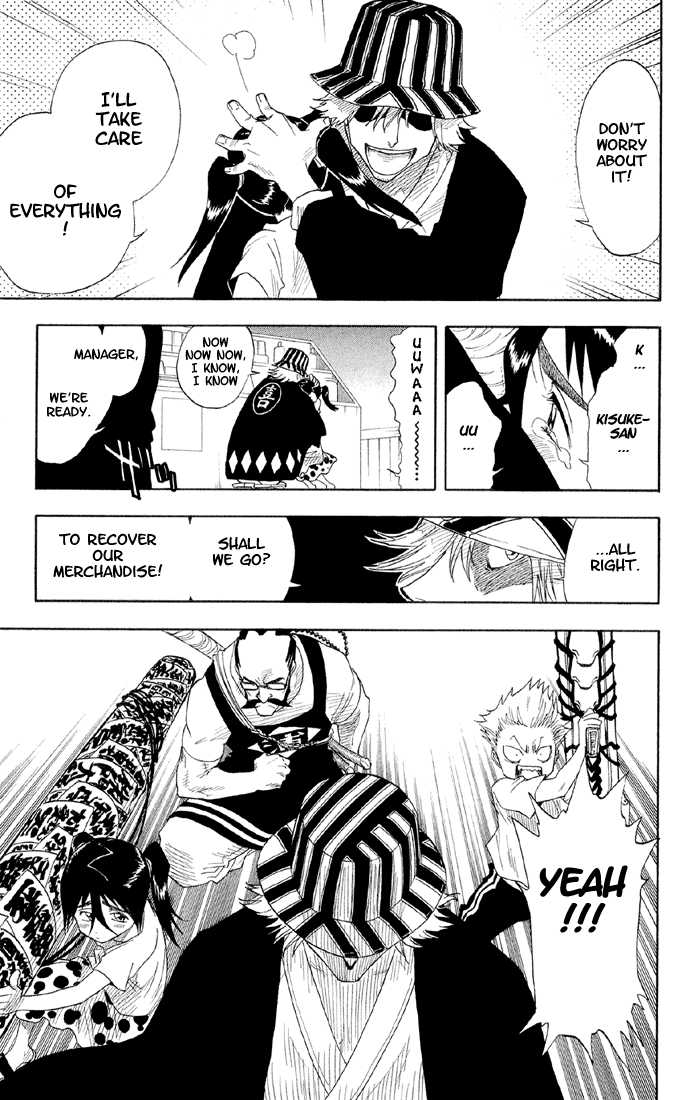 DON'T
WORRY
ABOUT
IT!
I'LL
TAKE
CARE
OF
EVERYTHING
!
K
...
KISUKE-
SAN
...
UU...
UUWAAA
NOW
NOW NOW,
I KNOW,
I KNOW
喜
MANAGER,
WE'RE
READY.
...ALL
RIGHT.
SHALL
WE GO?
TO RECOVER
OUR
MERCHANDISE!
YEAH
!!!